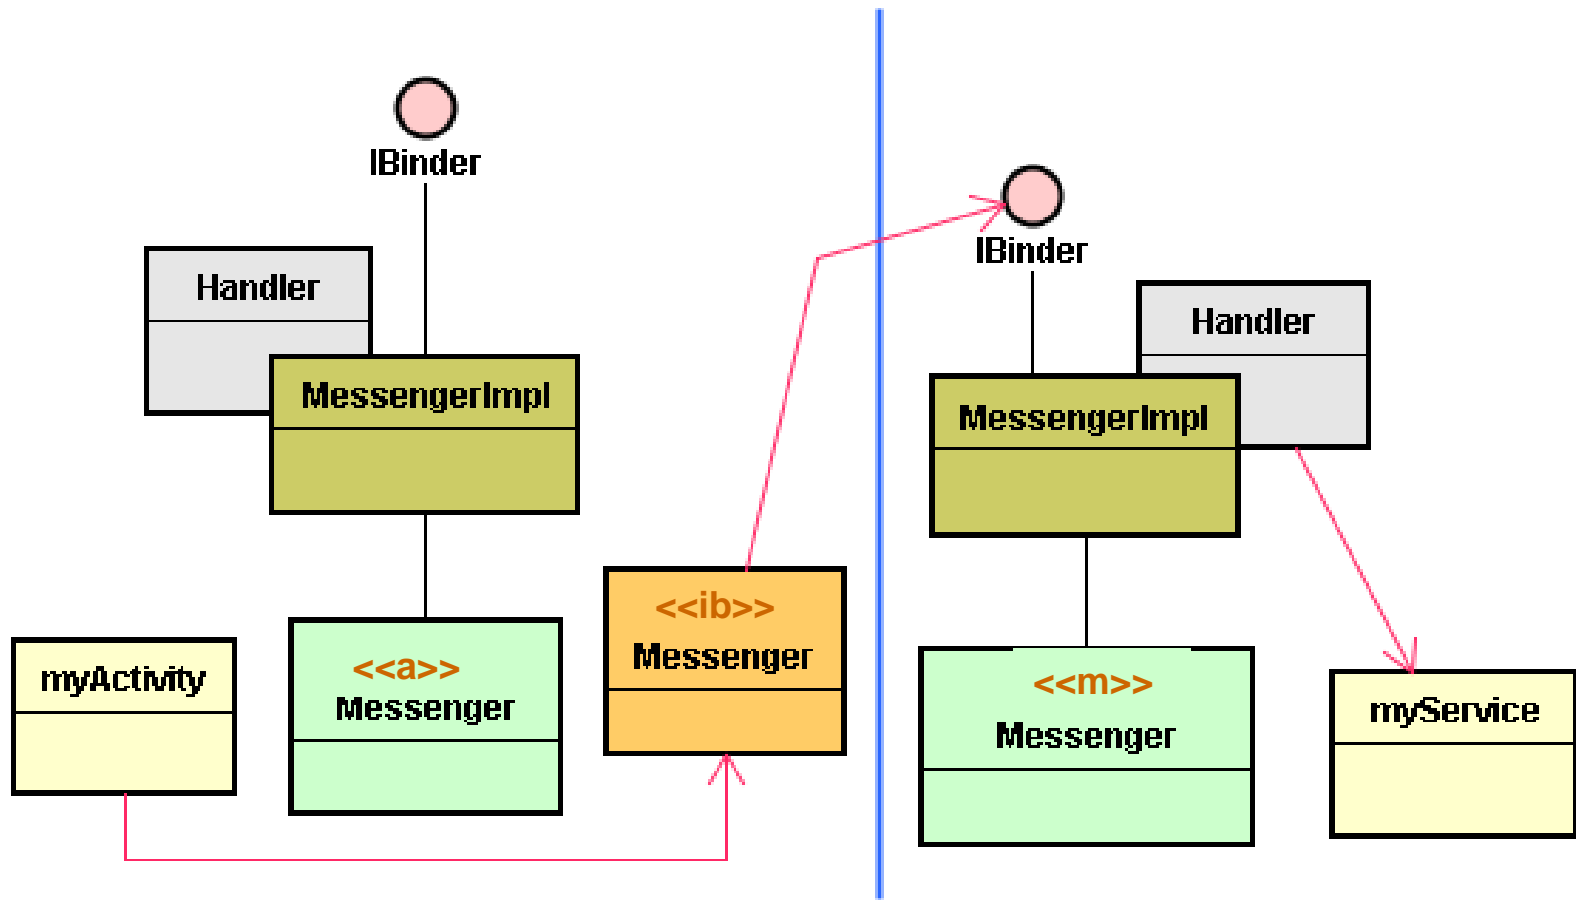 IBinder
Handler
MessengerImpl
<<a>>
Messenger
myActivity
<<ib>>
Messenger
IBinder
Handler
MessengerImpl
<<m>>
Messenger
myService